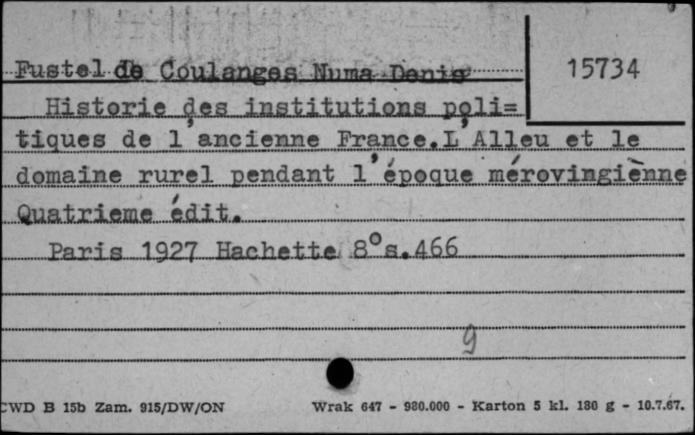 Fustel de Coulanges Numa Denis
15734
Historie des institutions poli=
tiques de l'ancienne France.L'Alleu et le
domaine rurel pendant l'époque mérovingiènne
Quatrieme édit.
Paris 1927 Hachette 8°s.466
9
CWD B 15b Zam. 915/DW/ON
Wrak 647 - 980.000 - Karton 5 kl. 180 g - 10.7.67.